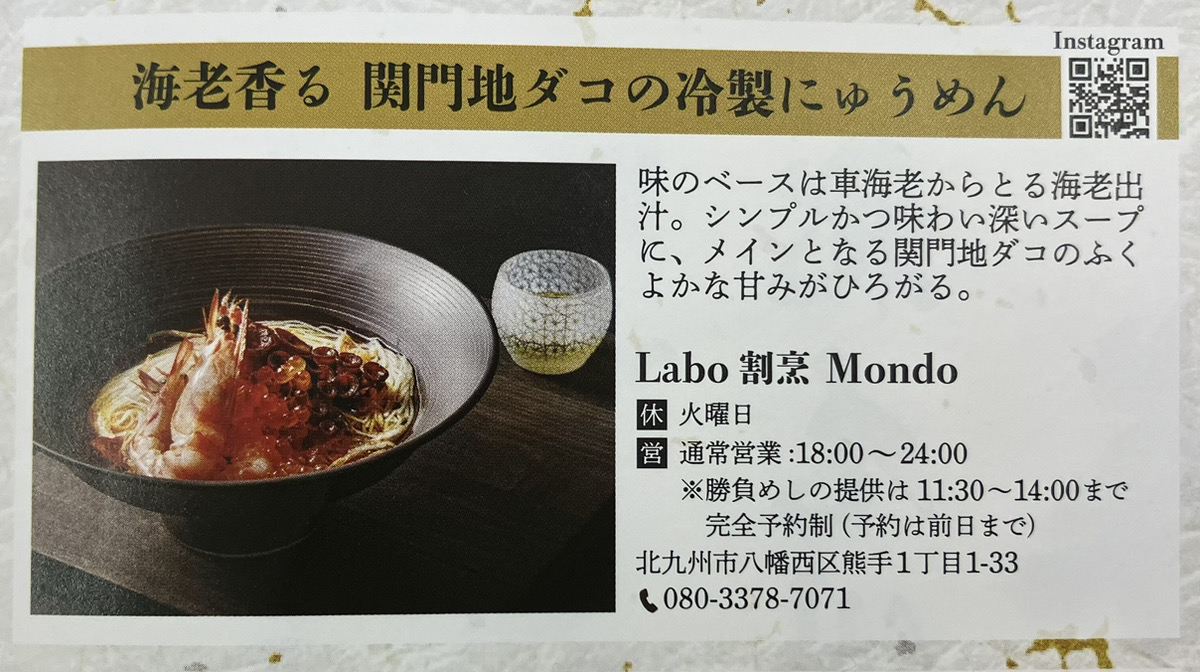 Instagram
海老香る 関門地ダコの冷製にゅうめん
味のベースは車海老からとる海老出
汁。シンプルかつ味わい深いスープ
に、メインとなる関門地ダコのふく
よかな甘みがひろがる。
Labo 割烹 Mondo
休 火曜日
営 通常営業:18:00～24:00
※勝負めしの提供は 11:30～14:00まで
完全予約制(予約は前日まで)
北九州市八幡西区熊手1丁目1-33
080-3378-7071